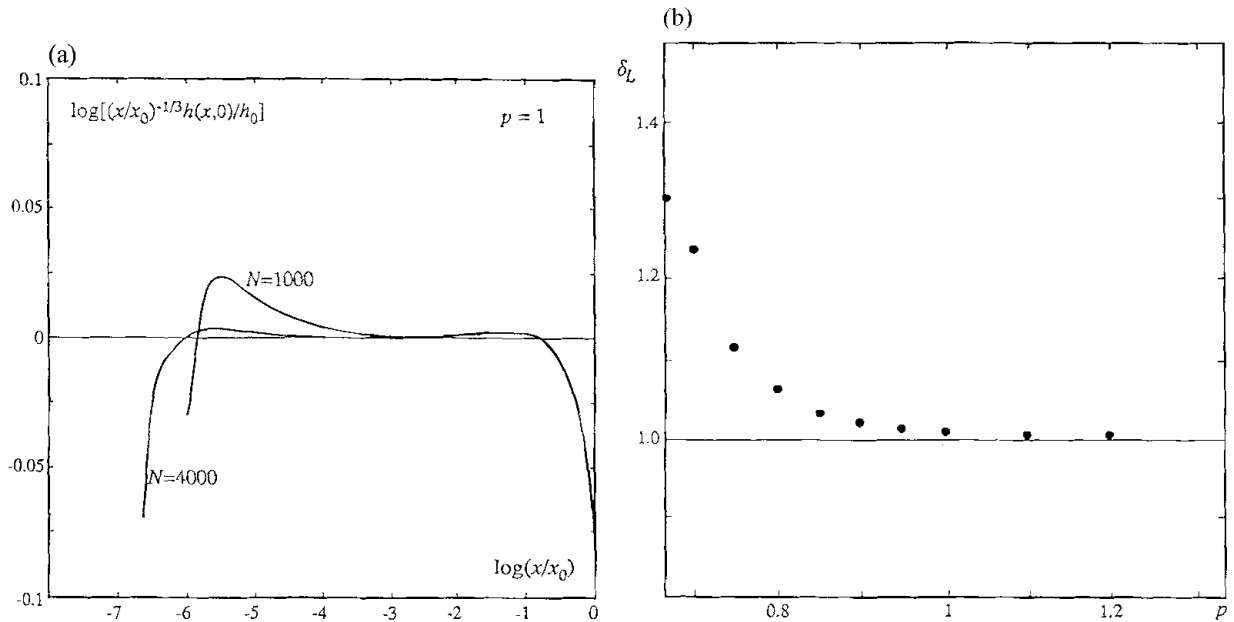 (a)
0.1
log[(x/x₀)⁻¹/³h(x,0)/h₀]
p = 1
0.05
N=1000
0
N=4000
-0.05
log(x/x₀)
-0.1
-7 -6 -5 -4 -3 -2 -1 0
(b)
δL
1.4
1.2
1.0
0.8 1 1.2 p